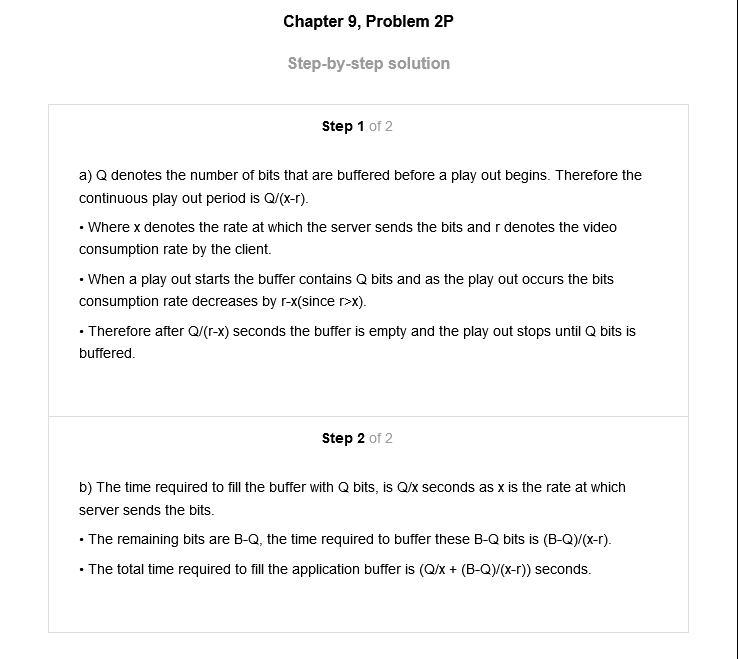 Chapter 9, Problem 2P
Step-by-step solution
Step 1 of 2
a) Q denotes the number of bits that are buffered before a play out begins. Therefore the
continuous play out period is Q/(x-r).
• Where x denotes the rate at which the server sends the bits and r denotes the video
consumption rate by the client.
• When a play out starts the buffer contains Q bits and as the play out occurs the bits
consumption rate decreases by r-x(since r>x).
• Therefore after Q/(r-x) seconds the buffer is empty and the play out stops until Q bits is
buffered.
Step 2 of 2
b) The time required to fill the buffer with Q bits, is Q/x seconds as x is the rate at which
server sends the bits.
• The remaining bits are B-Q, the time required to buffer these B-Q bits is (B-Q)/(x-r).
• The total time required to fill the application buffer is (Q/x + (B-Q)/(x-r)) seconds.